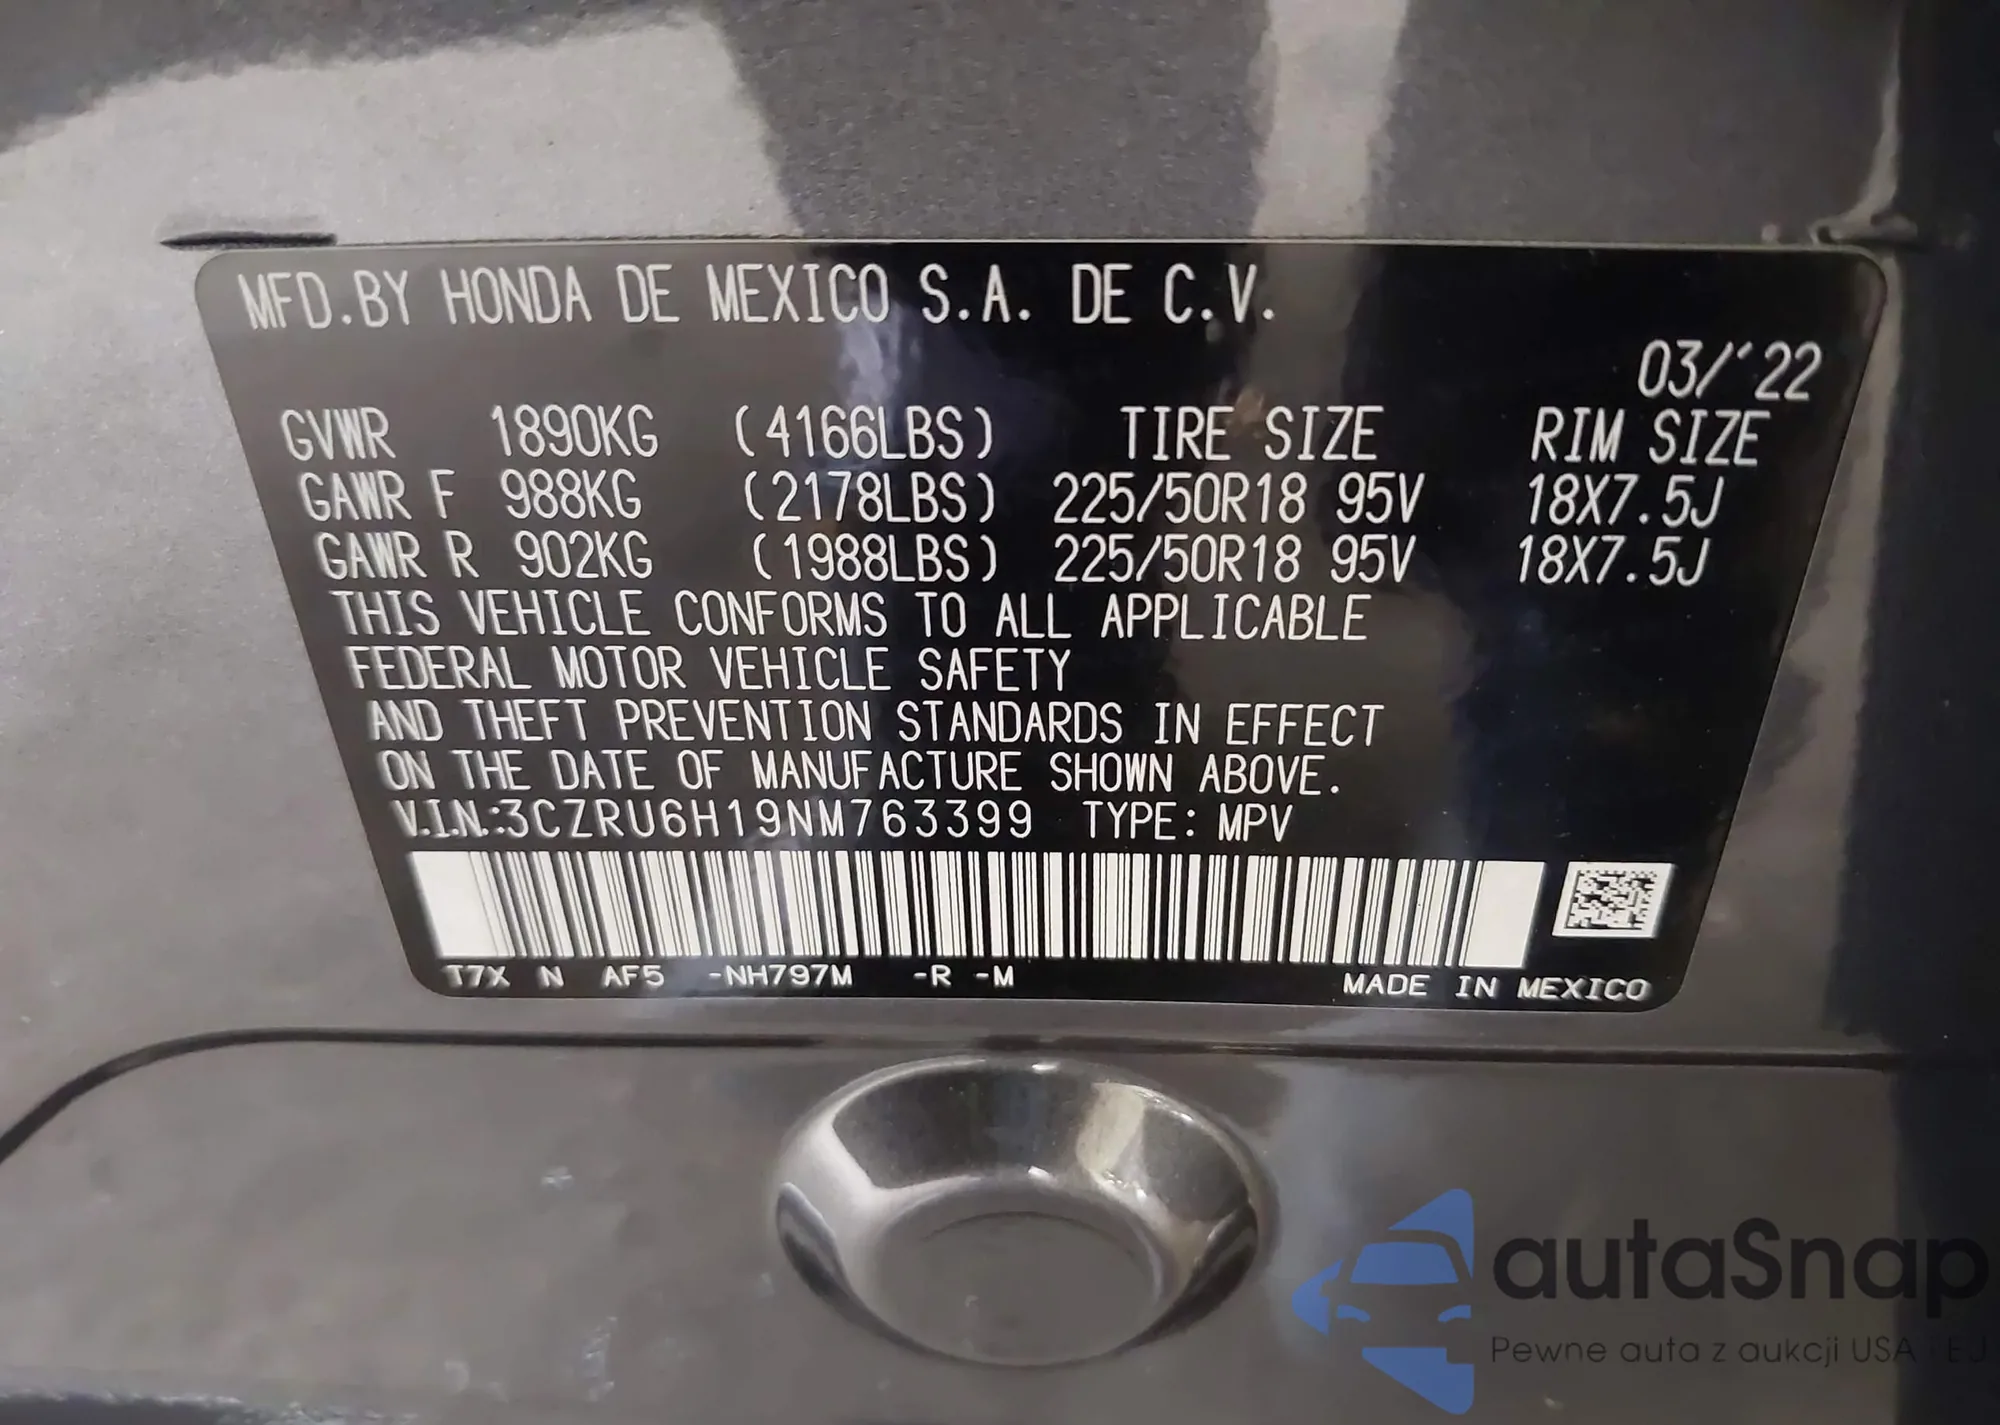 MFD.BY HONDA DE MEXICO S.A. DE C.V.
03/'22
GVWR 1890KG (4166LBS) TIRE SIZE RIM SIZE
GAWR F 988KG (2178LBS) 225/50R18 95V 18X7.5J
GAWR R 902KG (1988LBS) 225/50R18 95V 18X7.5J
THIS VEHICLE CONFORMS TO ALL APPLICABLE
FEDERAL MOTOR VEHICLE SAFETY
AND THEFT PREVENTION STANDARDS IN EFFECT
ON THE DATE OF MANUFACTURE SHOWN ABOVE.
V.I.N.:3CZRU6H19NM763399 TYPE: MPV
T7X N AF5 -NH797M -R -M MADE IN MEXICO
autaSnap
Pewne auta z aukcji USA I EJ